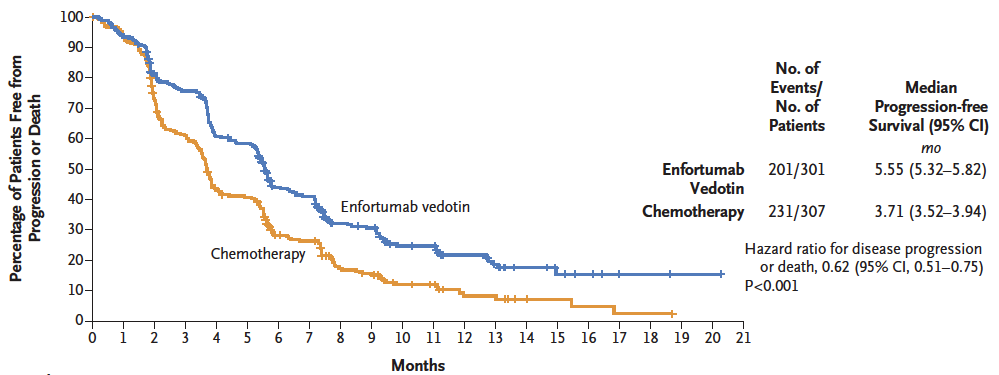 Percentage of Patients Free from
Progression or Death
100
90
80
70
60
50
40
30
20
10
0
0 1 2 3 4 5 6 7 8 9 10 11 12 13 14 15 16 17 18 19 20 21
Months
Enfortumab vedotin
Chemotherapy
No. of
Events/
No. of
Patients
Median
Progression-free
Survival (95% CI)
mo
Enfortumab
Vedotin
201/301
5.55 (5.32–5.82)
Chemotherapy
231/307
3.71 (3.52–3.94)
Hazard ratio for disease progression
or death, 0.62 (95% CI, 0.51–0.75)
P<0.001